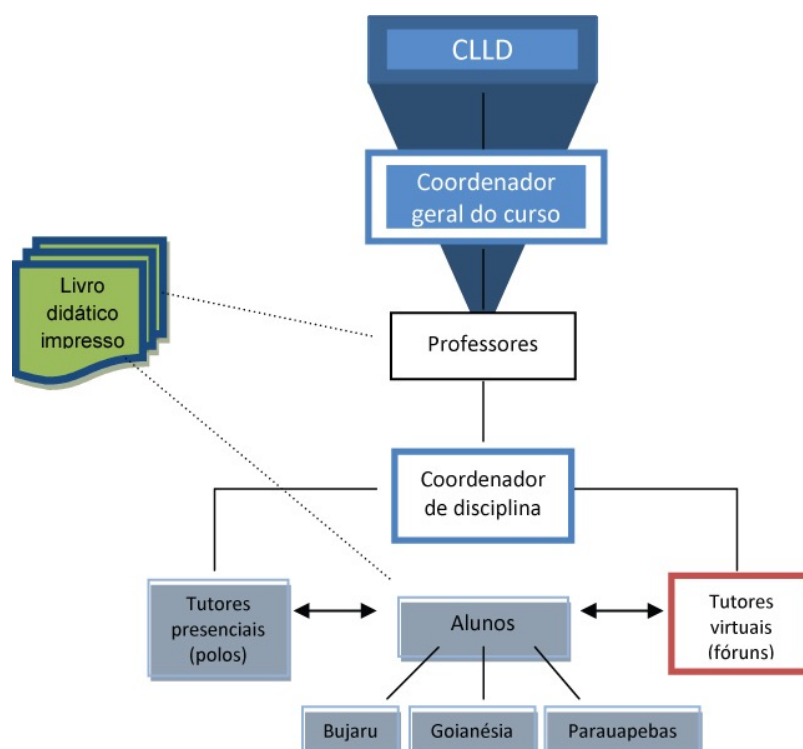 CLLD
Coordenador
geral do curso
Livro
didático
impresso
Professores
Coordenador
de disciplina
Tutores
presenciais
(polos)
Alunos
Tutores
virtuais
(fóruns)
Bujaru
Goianésia
Parauapebas